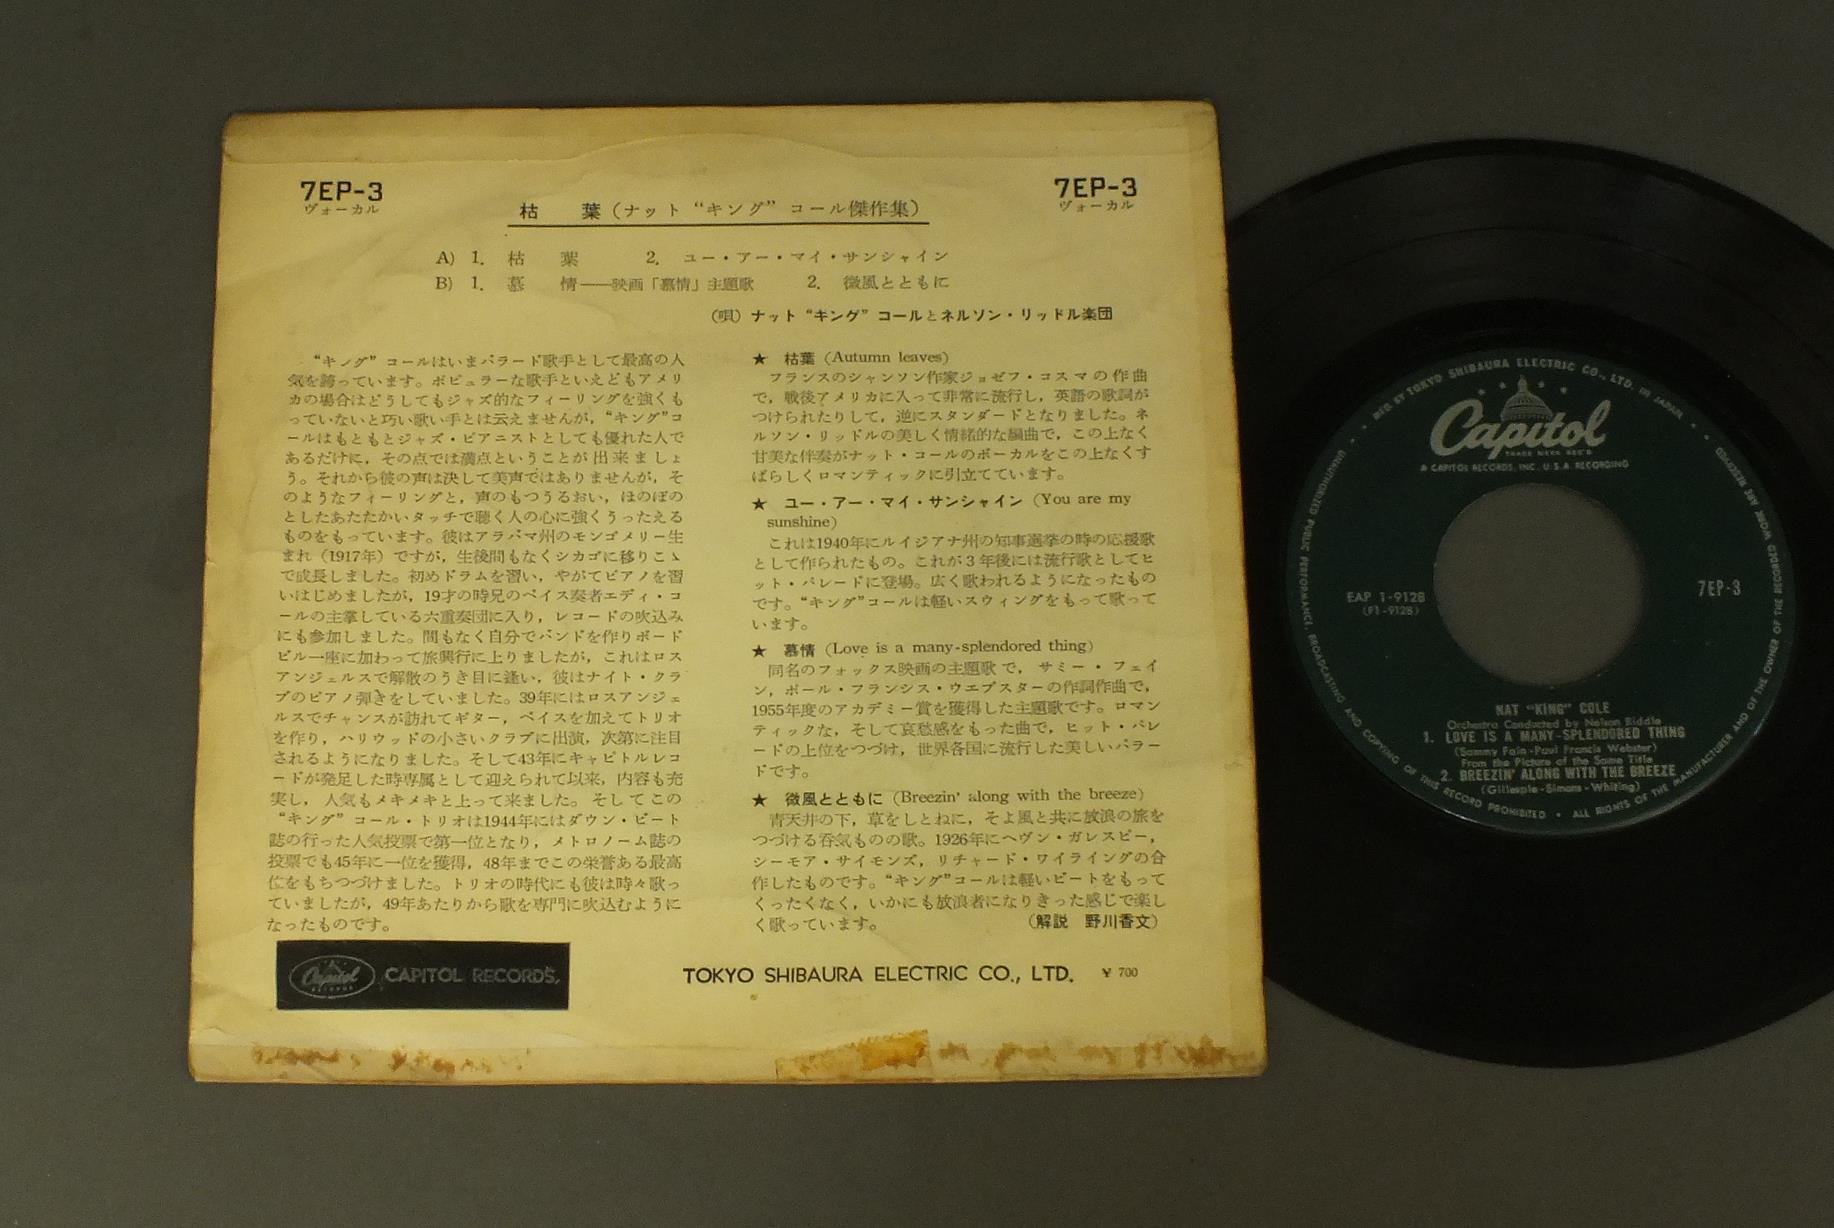 7EP-3
ヴォーカル
7EP-3
ヴォーカル
枯　葉（ナット “キング” コール傑作集）
A) 1. 枯　葉　2. ユー・アー・マイ・サンシャイン
B) 1. 慕　情――映画「慕情」主題歌　2. 微風とともに
（唄）ナット “キング” コールとネルソン・リッドル楽団
“キング” コールはいまバラード歌手として最高の人
気を誇っています。ポピュラーな歌手といえどもアメリ
カの場合はどうしてもジャズ的なフィーリングを強くも
っていないと巧い歌い手とは云えませんが，“キング”コ
ールはもともとジャズ・ピアニストとしても優れた人で
あるだけに，その点では満点ということが出来ましょ
う。それから彼の声は決して美声ではありませんが，そ
のようなフィーリングと，声のもつうるおい，ほのぼの
としたあたたかいタッチで聴く人の心に強くうったえる
ものをもっています。彼はアラバマ州のモンゴメリー生
まれ（1917年）ですが，生後間もなくシカゴに移りこゝ
で成長しました。初めドラムを習い，やがてピアノを習
いはじめましたが，19才の時兄のベイス奏者エディ・コ
ールの主掌している六重奏団に入り，レコードの吹込み
にも参加しました。間もなく自分でバンドを作りボード
ビル一座に加わって旅興行に上りましたが，これはロス
アンジェルスで解散のうき目に逢い，彼はナイト・クラ
ブのピアノ弾きをしていました。39年にはロスアンジェ
ルスでチャンスが訪れてギター，ベイスを加えてトリオ
を作り，ハリウッドの小さいクラブに出演，次第に注目
されるようになりました。そして43年にキャピトルレコ
ードが発足した時専属として迎えられて以来，内容も充
実し，人気もメキメキと上って来ました。そしてこの
“キング” コール・トリオは1944年にはダウン・ビート
誌の行った人気投票で第一位となり，メトロノーム誌の
投票でも45年に一位を獲得，48年までこの栄誉ある最高
位をもちつづけました。トリオの時代にも彼は時々歌っ
ていましたが，49年あたりから歌を専門に吹込むように
なったものです。
★ 枯葉（Autumn leaves）
フランスのシャンソン作家ジョゼフ・コスマの作曲
で，戦後アメリカに入って非常に流行し，英語の歌詞が
つけられたりして，逆にスタンダードとなりました。ネ
ルソン・リッドルの美しく情緒的な編曲で，この上なく
甘美な伴奏がナット・コールのボーカルをこの上なくす
ばらしくロマンティックに引立てています。
★ ユー・アー・マイ・サンシャイン（You are my
sunshine）
これは1940年にルイジアナ州の知事選挙の時の応援歌
として作られたもの。これが3年後には流行歌としてヒ
ット・パレードに登場。広く歌われるようになったもの
です。“キング”コールは軽いスウィングをもって歌って
います。
★ 慕情（Love is a many-splendored thing）
同名のフォックス映画の主題歌で，サミー・フェイ
ン，ポール・フランシス・ウエブスターの作詞作曲で，
1955年度のアカデミー賞を獲得した主題歌です。ロマン
ティックな，そして哀愁感をもった曲で，ヒット・パレ
ードの上位をつづけ，世界各国に流行した美しいバラー
ドです。
★ 微風とともに（Breezin' along with the breeze）
青天井の下，草をしとねに，そよ風と共に放浪の旅を
つづける呑気ものの歌。1926年にヘヴン・ガレスピー，
シーモア・サイモンズ，リチャード・ワイライングの合
作したものです。“キング”コールは軽いビートをもって
くったくなく，いかにも放浪者になりきった感じで楽し
く歌っています。　（解説　野川香文）
Capitol
RECORDS
CAPITOL RECORDS,
TOKYO SHIBAURA ELECTRIC CO., LTD. ¥ 700
MFD. BY TOKYO SHIBAURA ELECTRIC CO., LTD. IN JAPAN
Capitol
TRADE MARK REG'D
A CAPITOL RECORDS, INC. U.S.A. RECORDING
EAP 1-9128
(F1-9128)
7EP-3
NAT "KING" COLE
Orchestra Conducted by Nelson Riddle
1. LOVE IS A MANY-SPLENDORED THING
(Sammy Fain-Paul Francis Webster)
From the Picture of the Same Title
2. BREEZIN' ALONG WITH THE BREEZE
(Gillespie-Simons-Whiting)
UNAUTHORIZED PUBLIC PERFORMANCE, BROADCASTING AND COPYING OF THIS RECORD PROHIBITED • ALL RIGHTS OF THE MANUFACTURER AND OF THE OWNER OF THE RECORDED WORK ARE RESERVED